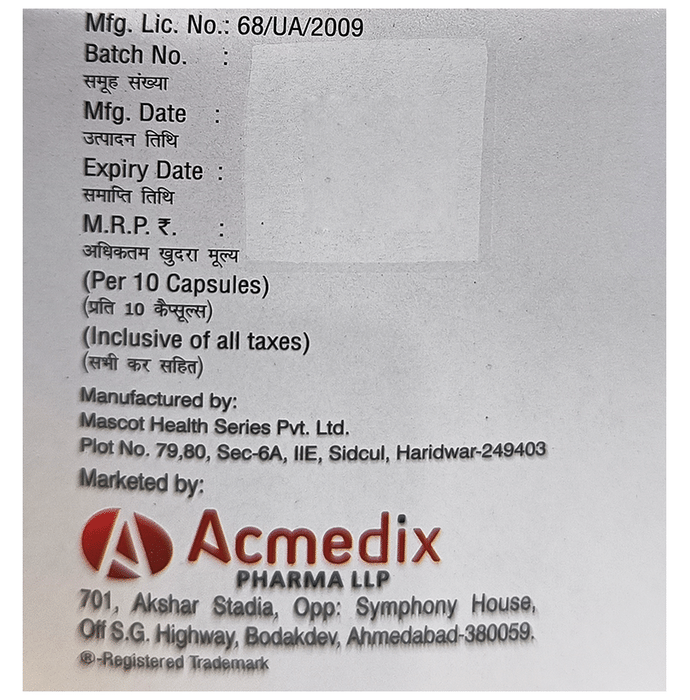 Mfg. Lic. No.: 68/UA/2009
Batch No. :
समूह संख्या
Mfg. Date :
उत्पादन तिथि
Expiry Date :
समाप्ति तिथि
M.R.P. ₹. :
अधिकतम खुदरा मूल्य
(Per 10 Capsules)
(प्रति 10 कैप्सूल्स)
(Inclusive of all taxes)
(सभी कर सहित)
Manufactured by:
Mascot Health Series Pvt. Ltd.
Plot No. 79,80, Sec-6A, IIE, Sidcul, Haridwar-249403
Marketed by:
Acmedix
PHARMA LLP
701, Akshar Stadia, Opp: Symphony House,
Off S.G. Highway, Bodakdev, Ahmedabad-380059.
®-Registered Trademark